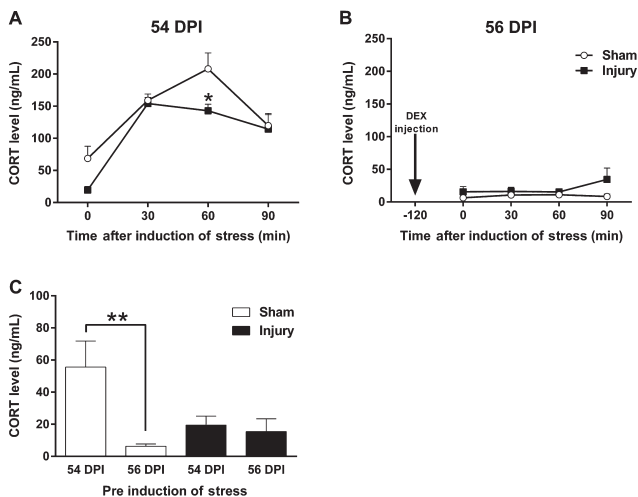 A
54 DPI
CORT level (ng/mL)
250
200
150
100
50
0
*
0 30 60 90
Time after induction of stress (min)
B
56 DPI
CORT level (ng/mL)
250
200
150
100
50
0
Sham
Injury
DEX
injection
-120 0 30 60 90
Time after induction of stress (min)
C
CORT level (ng/mL)
100
80
60
40
20
0
**
Sham
Injury
54 DPI 56 DPI 54 DPI 56 DPI
Pre induction of stress